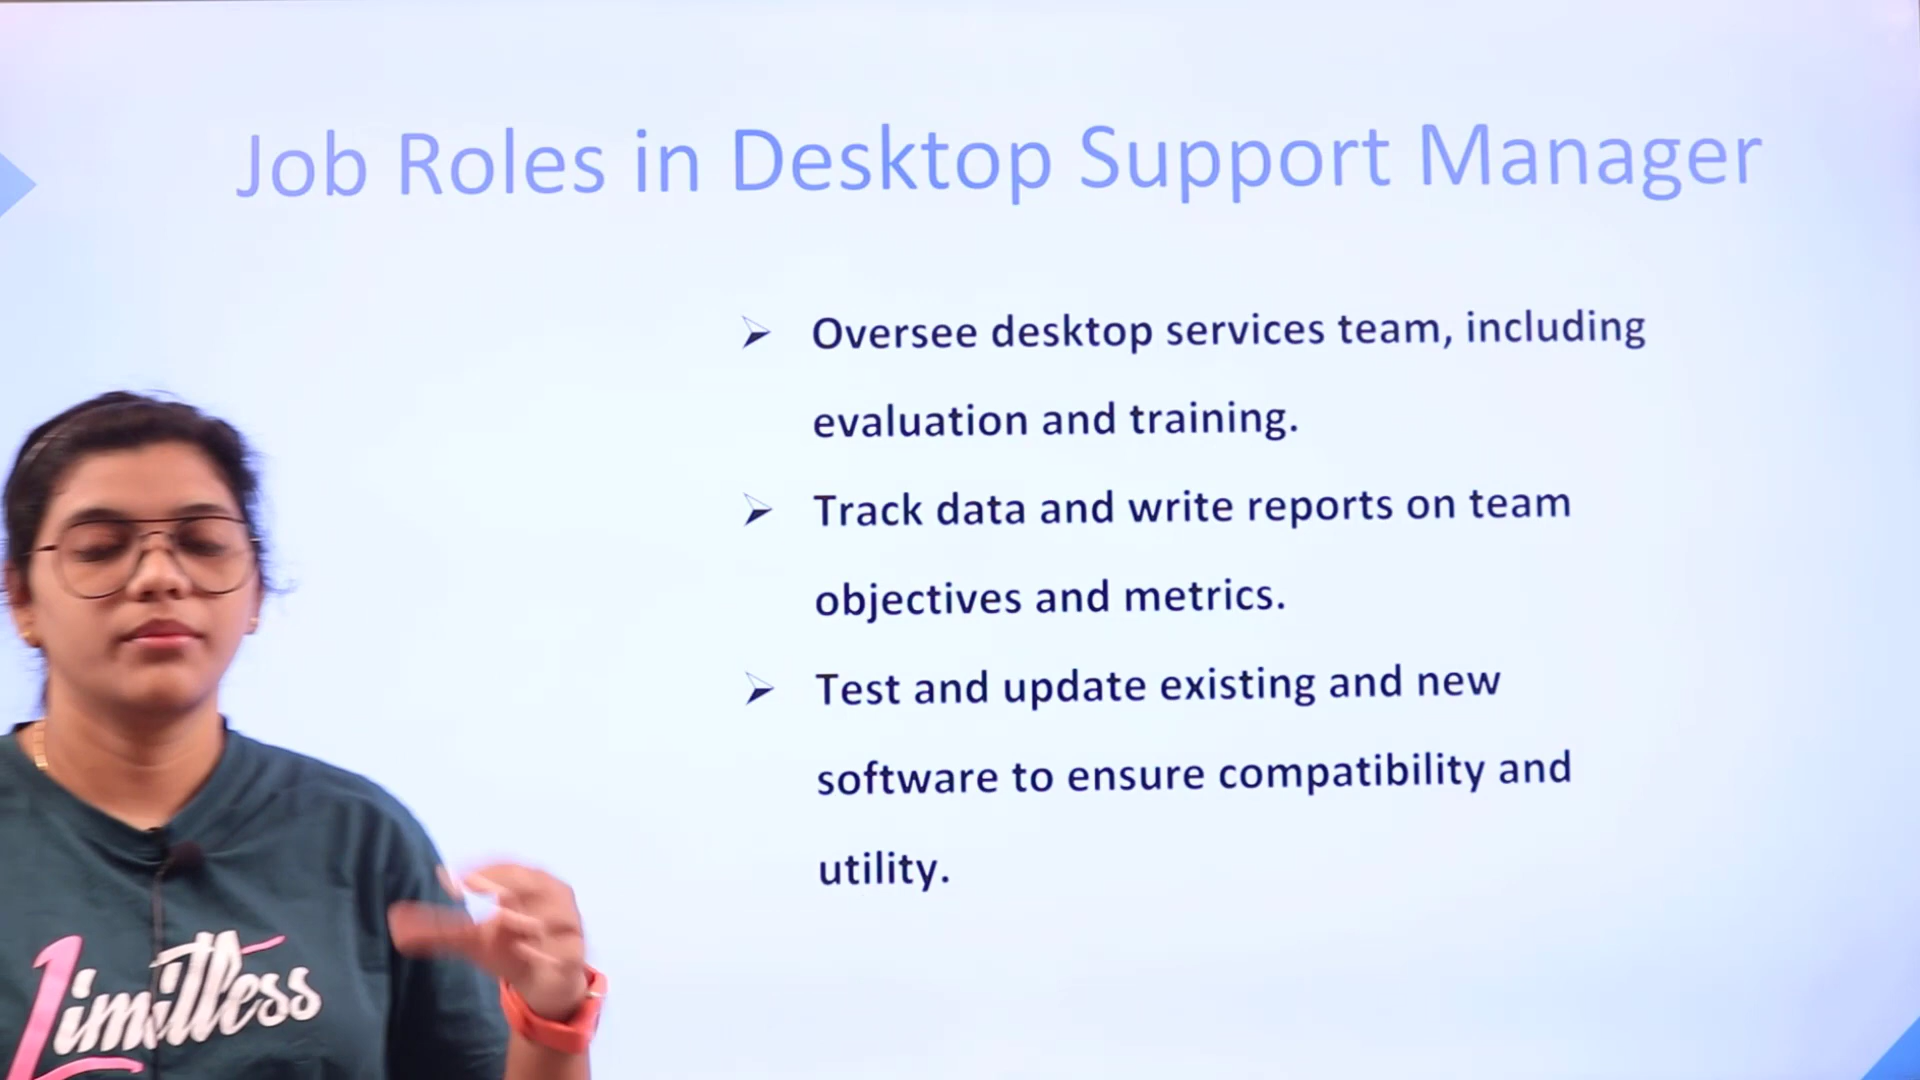 Job Roles in Desktop Support Manager
Oversee desktop services team, including
evaluation and training.
Track data and write reports on team
objectives and metrics.
Test and update existing and new
software to ensure compatibility and
utility.
Limitless